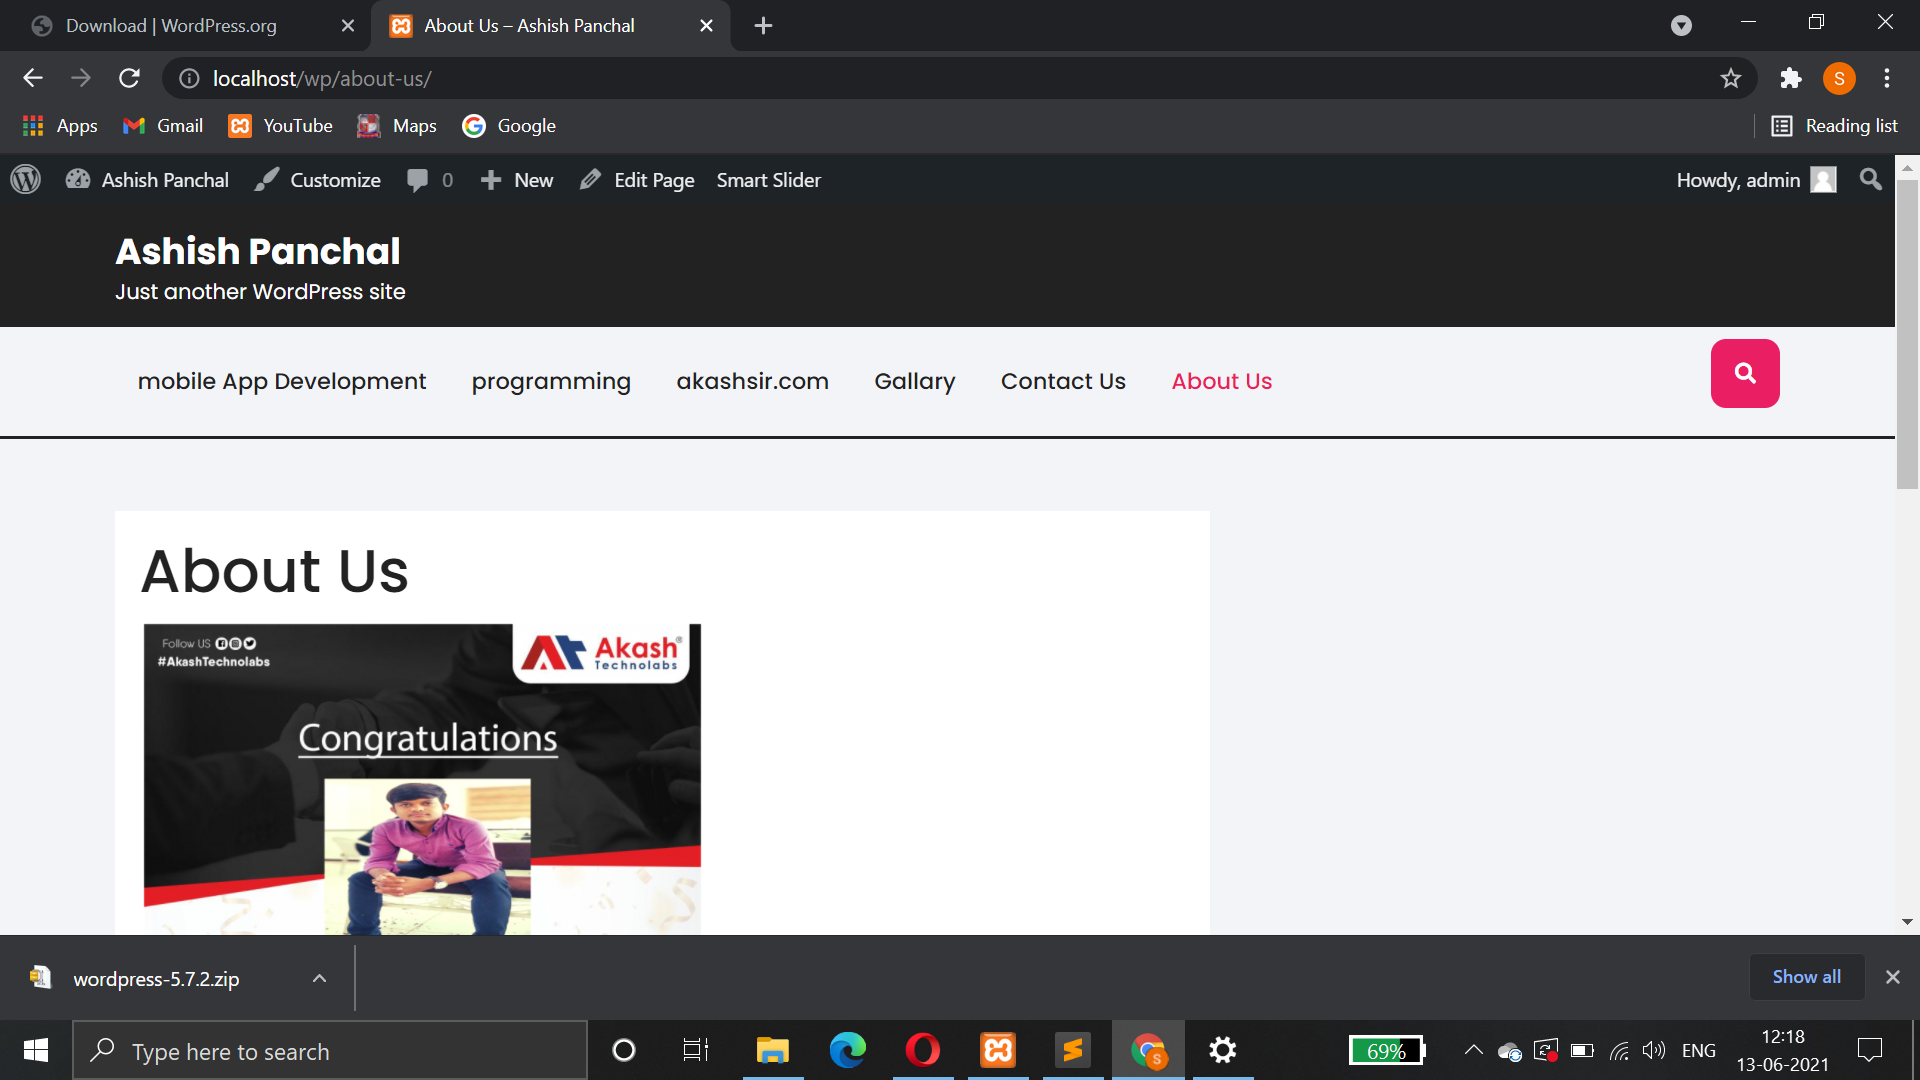 Download | WordPress.org
About Us – Ashish Panchal
S
localhost/wp/about-us/
Apps
Gmail
YouTube
Maps
Google
Reading list
Ashish Panchal
Customize
0
New
Edit Page
Smart Slider
Howdy, admin
Ashish Panchal
Just another WordPress site
mobile App Development
programming
akashsir.com
Gallary
Contact Us
About Us
About Us
Follow US
#AkashTechnolabs
At Akash®
Technolabs
Congratulations
wordpress-5.7.2.zip
Show all
Type here to search
S
69%
ENG
12:18
13-06-2021